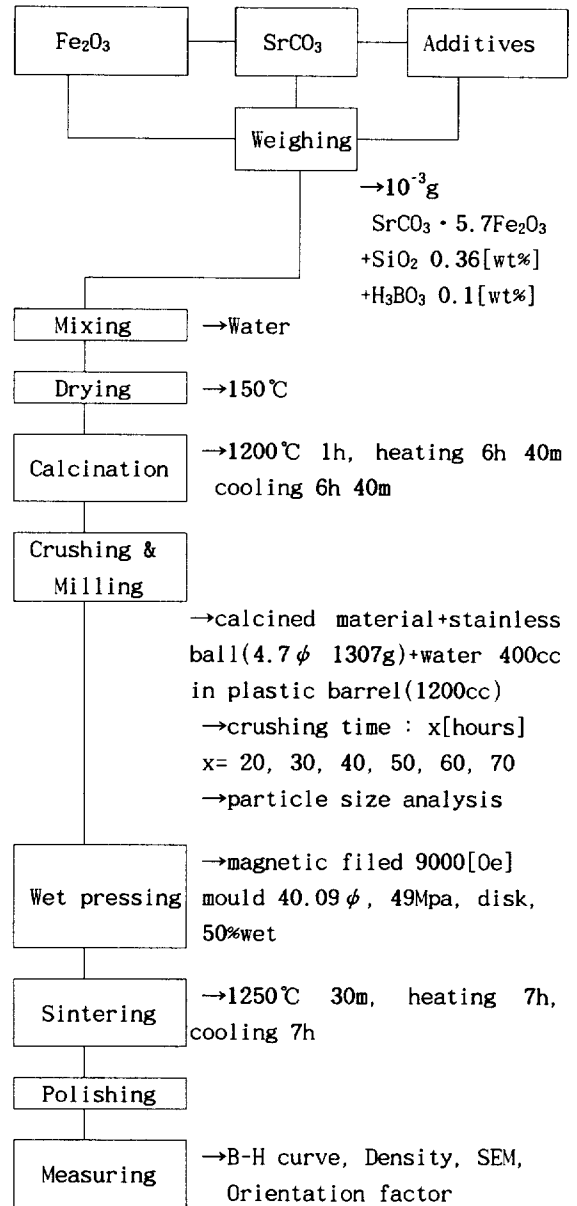 Fe₂O₃ SrCO₃ Additives
Weighing
→10⁻³g
SrCO₃・5.7Fe₂O₃
+SiO₂ 0.36[wt%]
+H₃BO₃ 0.1[wt%]
Mixing →Water
Drying →150℃
Calcination →1200℃ 1h, heating 6h 40m
cooling 6h 40m
Crushing &
Milling
→calcined material+stainless
ball(4.7φ 1307g)+water 400cc
in plastic barrel(1200cc)
→crushing time : x[hours]
x= 20, 30, 40, 50, 60, 70
→particle size analysis
Wet pressing →magnetic filed 9000[Oe]
mould 40.09φ, 49Mpa, disk,
50%wet
Sintering →1250℃ 30m, heating 7h,
cooling 7h
Polishing
Measuring →B-H curve, Density, SEM,
Orientation factor